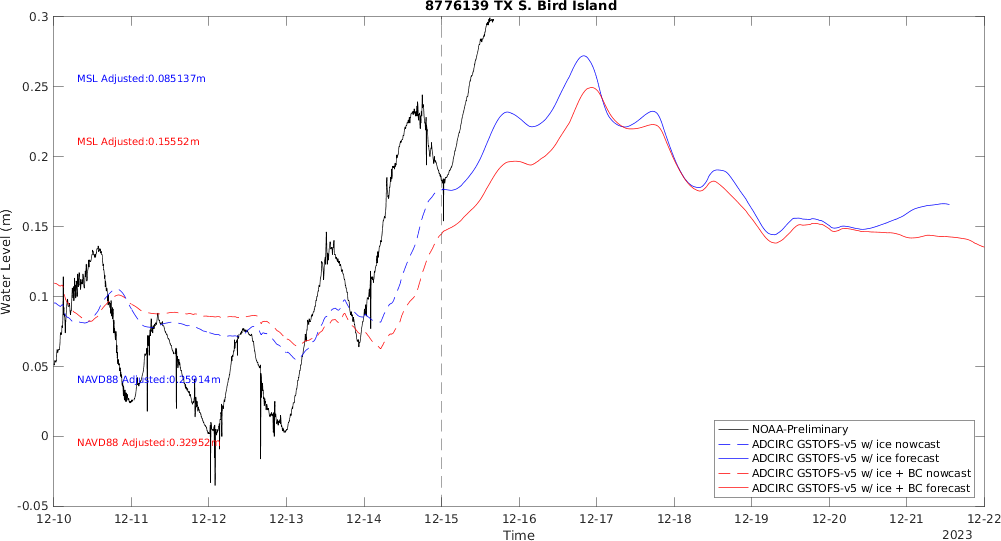 8776139 TX S. Bird Island
0.3
0.25
0.2
0.15
0.1
0.05
0
-0.05
Water Level (m)
MSL Adjusted:0.085137m
MSL Adjusted:0.15552m
NAVD88 Adjusted:0.25914m
NAVD88 Adjusted:0.32952m
NOAA-Preliminary
ADCIRC GSTOFS-v5 w/ ice nowcast
ADCIRC GSTOFS-v5 w/ ice forecast
ADCIRC GSTOFS-v5 w/ ice + BC nowcast
ADCIRC GSTOFS-v5 w/ ice + BC forecast
12-10 12-11 12-12 12-13 12-14 12-15 12-16 12-17 12-18 12-19 12-20 12-21 12-22
Time
2023